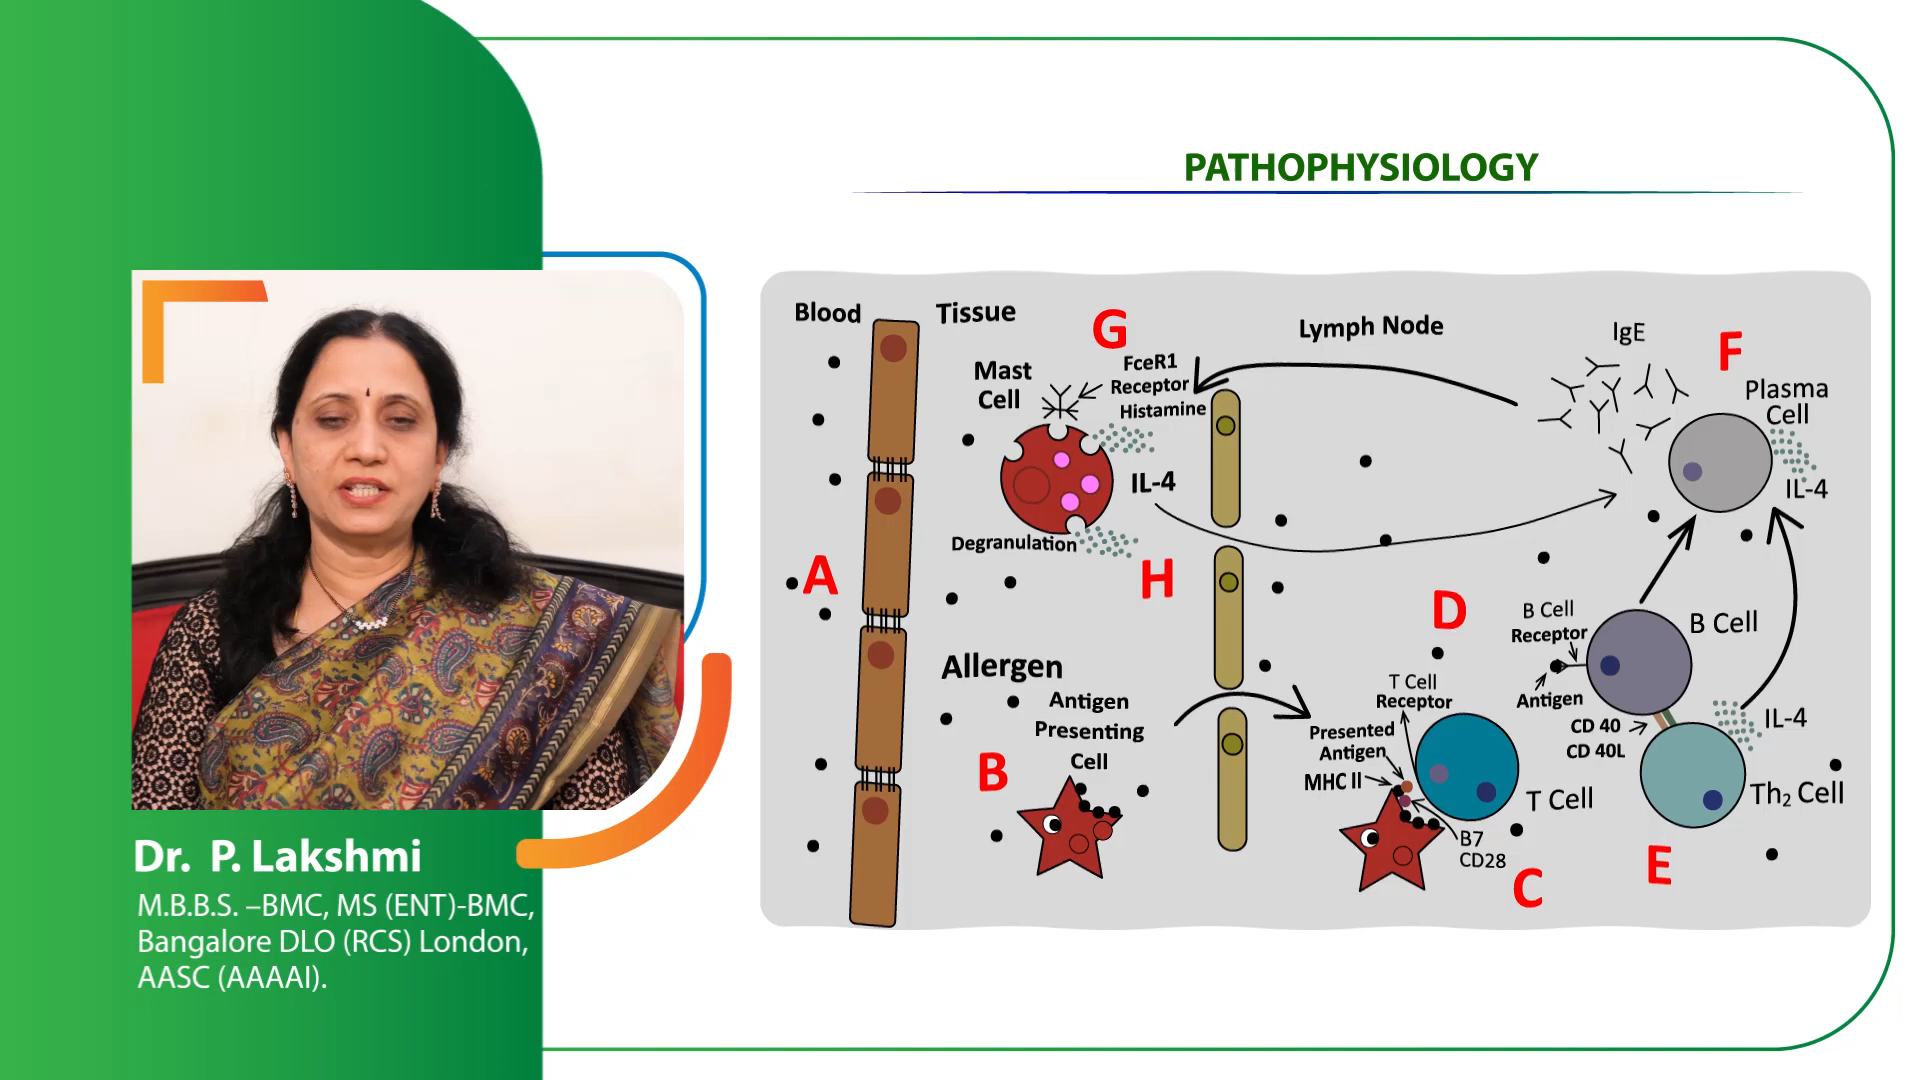 PATHOPHYSIOLOGY
Blood
Tissue
G
Lymph Node
IgE
F
Mast
Cell
FceR1
Receptor
Histamine
Plasma
Cell
IL-4
IL-4
Degranulation
A
H
D
B Cell
Receptor
B Cell
Allergen
Antigen
Presenting
Cell
B
T Cell
Receptor
Antigen
Presented
Antigen
MHC II
CD 40
CD 40L
IL-4
T Cell
Th₂ Cell
B7
CD28
C
E
Dr. P. Lakshmi
M.B.B.S. –BMC, MS (ENT)-BMC,
Bangalore DLO (RCS) London,
AASC (AAAAI).